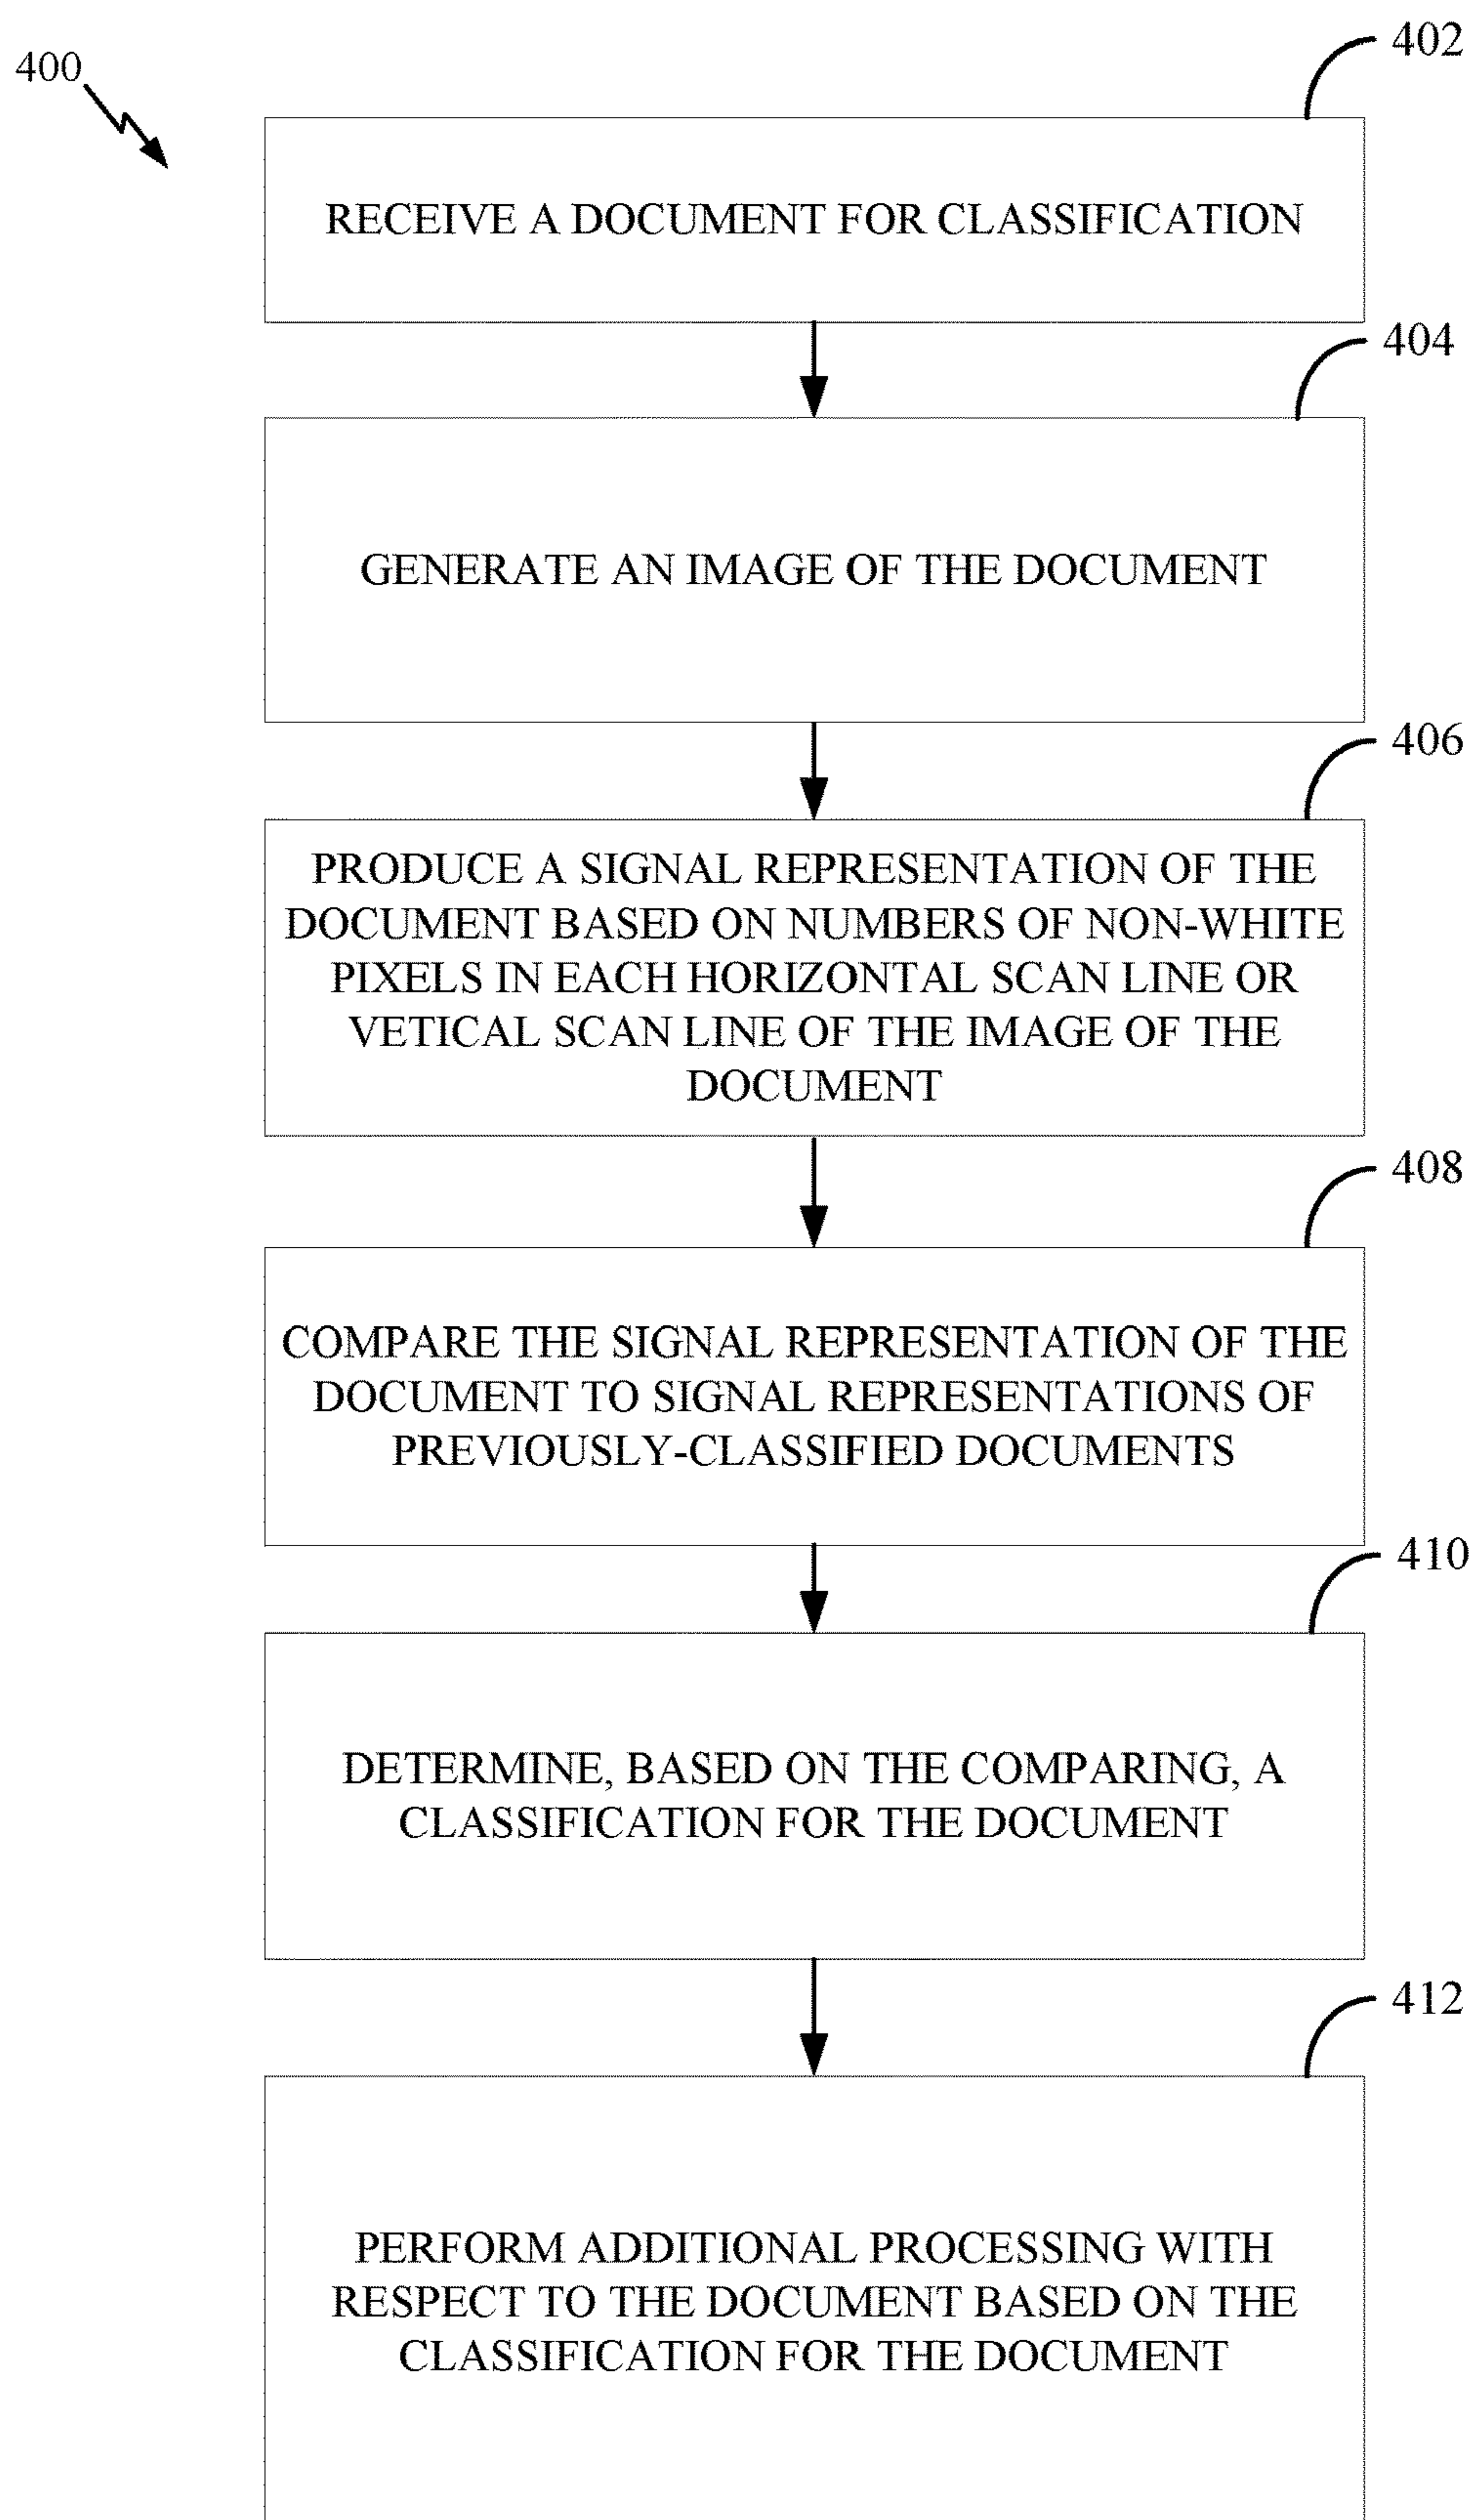 400
402
RECEIVE A DOCUMENT FOR CLASSIFICATION
404
GENERATE AN IMAGE OF THE DOCUMENT
406
PRODUCE A SIGNAL REPRESENTATION OF THE
DOCUMENT BASED ON NUMBERS OF NON-WHITE
PIXELS IN EACH HORIZONTAL SCAN LINE OR
VETICAL SCAN LINE OF THE IMAGE OF THE
DOCUMENT
408
COMPARE THE SIGNAL REPRESENTATION OF THE
DOCUMENT TO SIGNAL REPRESENTATIONS OF
PREVIOUSLY-CLASSIFIED DOCUMENTS
410
DETERMINE, BASED ON THE COMPARING, A
CLASSIFICATION FOR THE DOCUMENT
412
PERFORM ADDITIONAL PROCESSING WITH
RESPECT TO THE DOCUMENT BASED ON THE
CLASSIFICATION FOR THE DOCUMENT